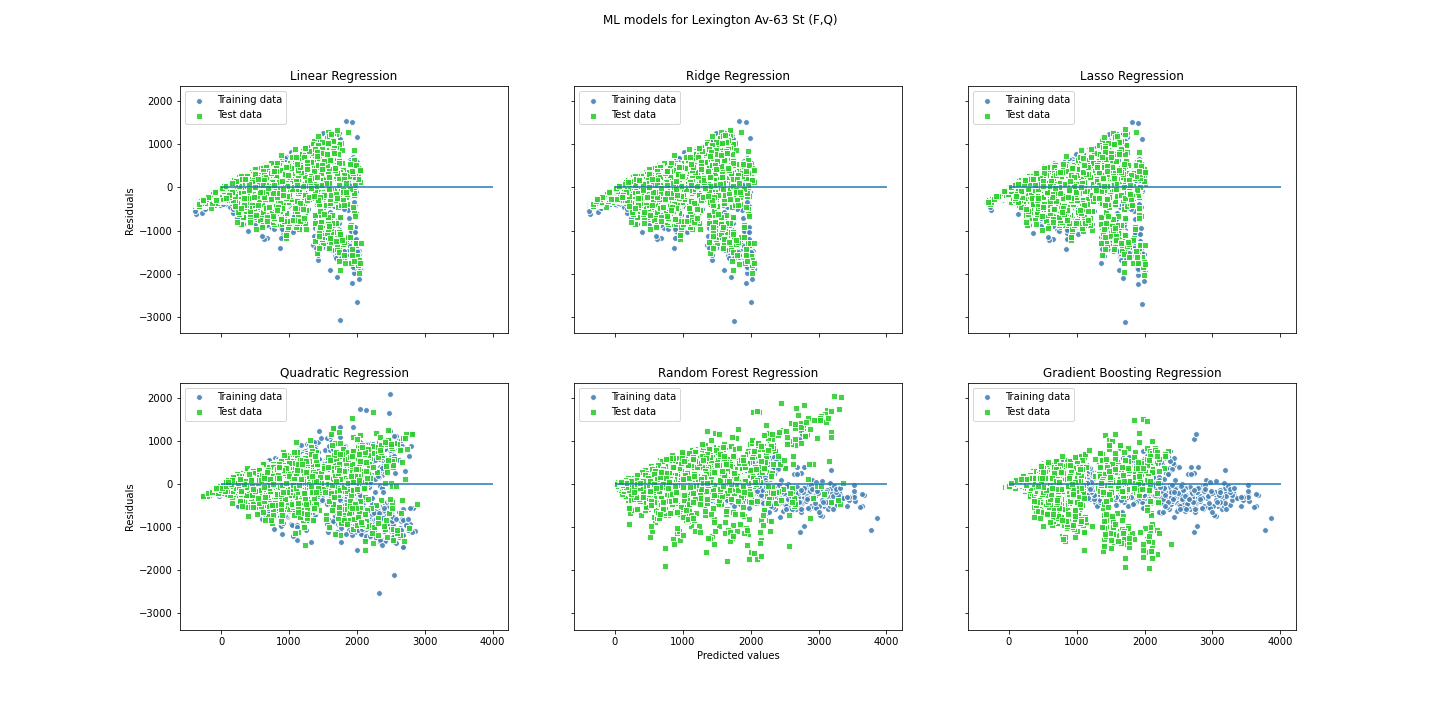 ML models for Lexington Av-63 St (F,Q)
Linear Regression
Ridge Regression
Lasso Regression
Training data
Test data
Training data
Test data
Training data
Test data
2000
1000
0
−1000
−2000
−3000
Residuals
Quadratic Regression
Random Forest Regression
Gradient Boosting Regression
Training data
Test data
Training data
Test data
Training data
Test data
2000
1000
0
−1000
−2000
−3000
Residuals
0 1000 2000 3000 4000
0 1000 2000 3000 4000
0 1000 2000 3000 4000
Predicted values